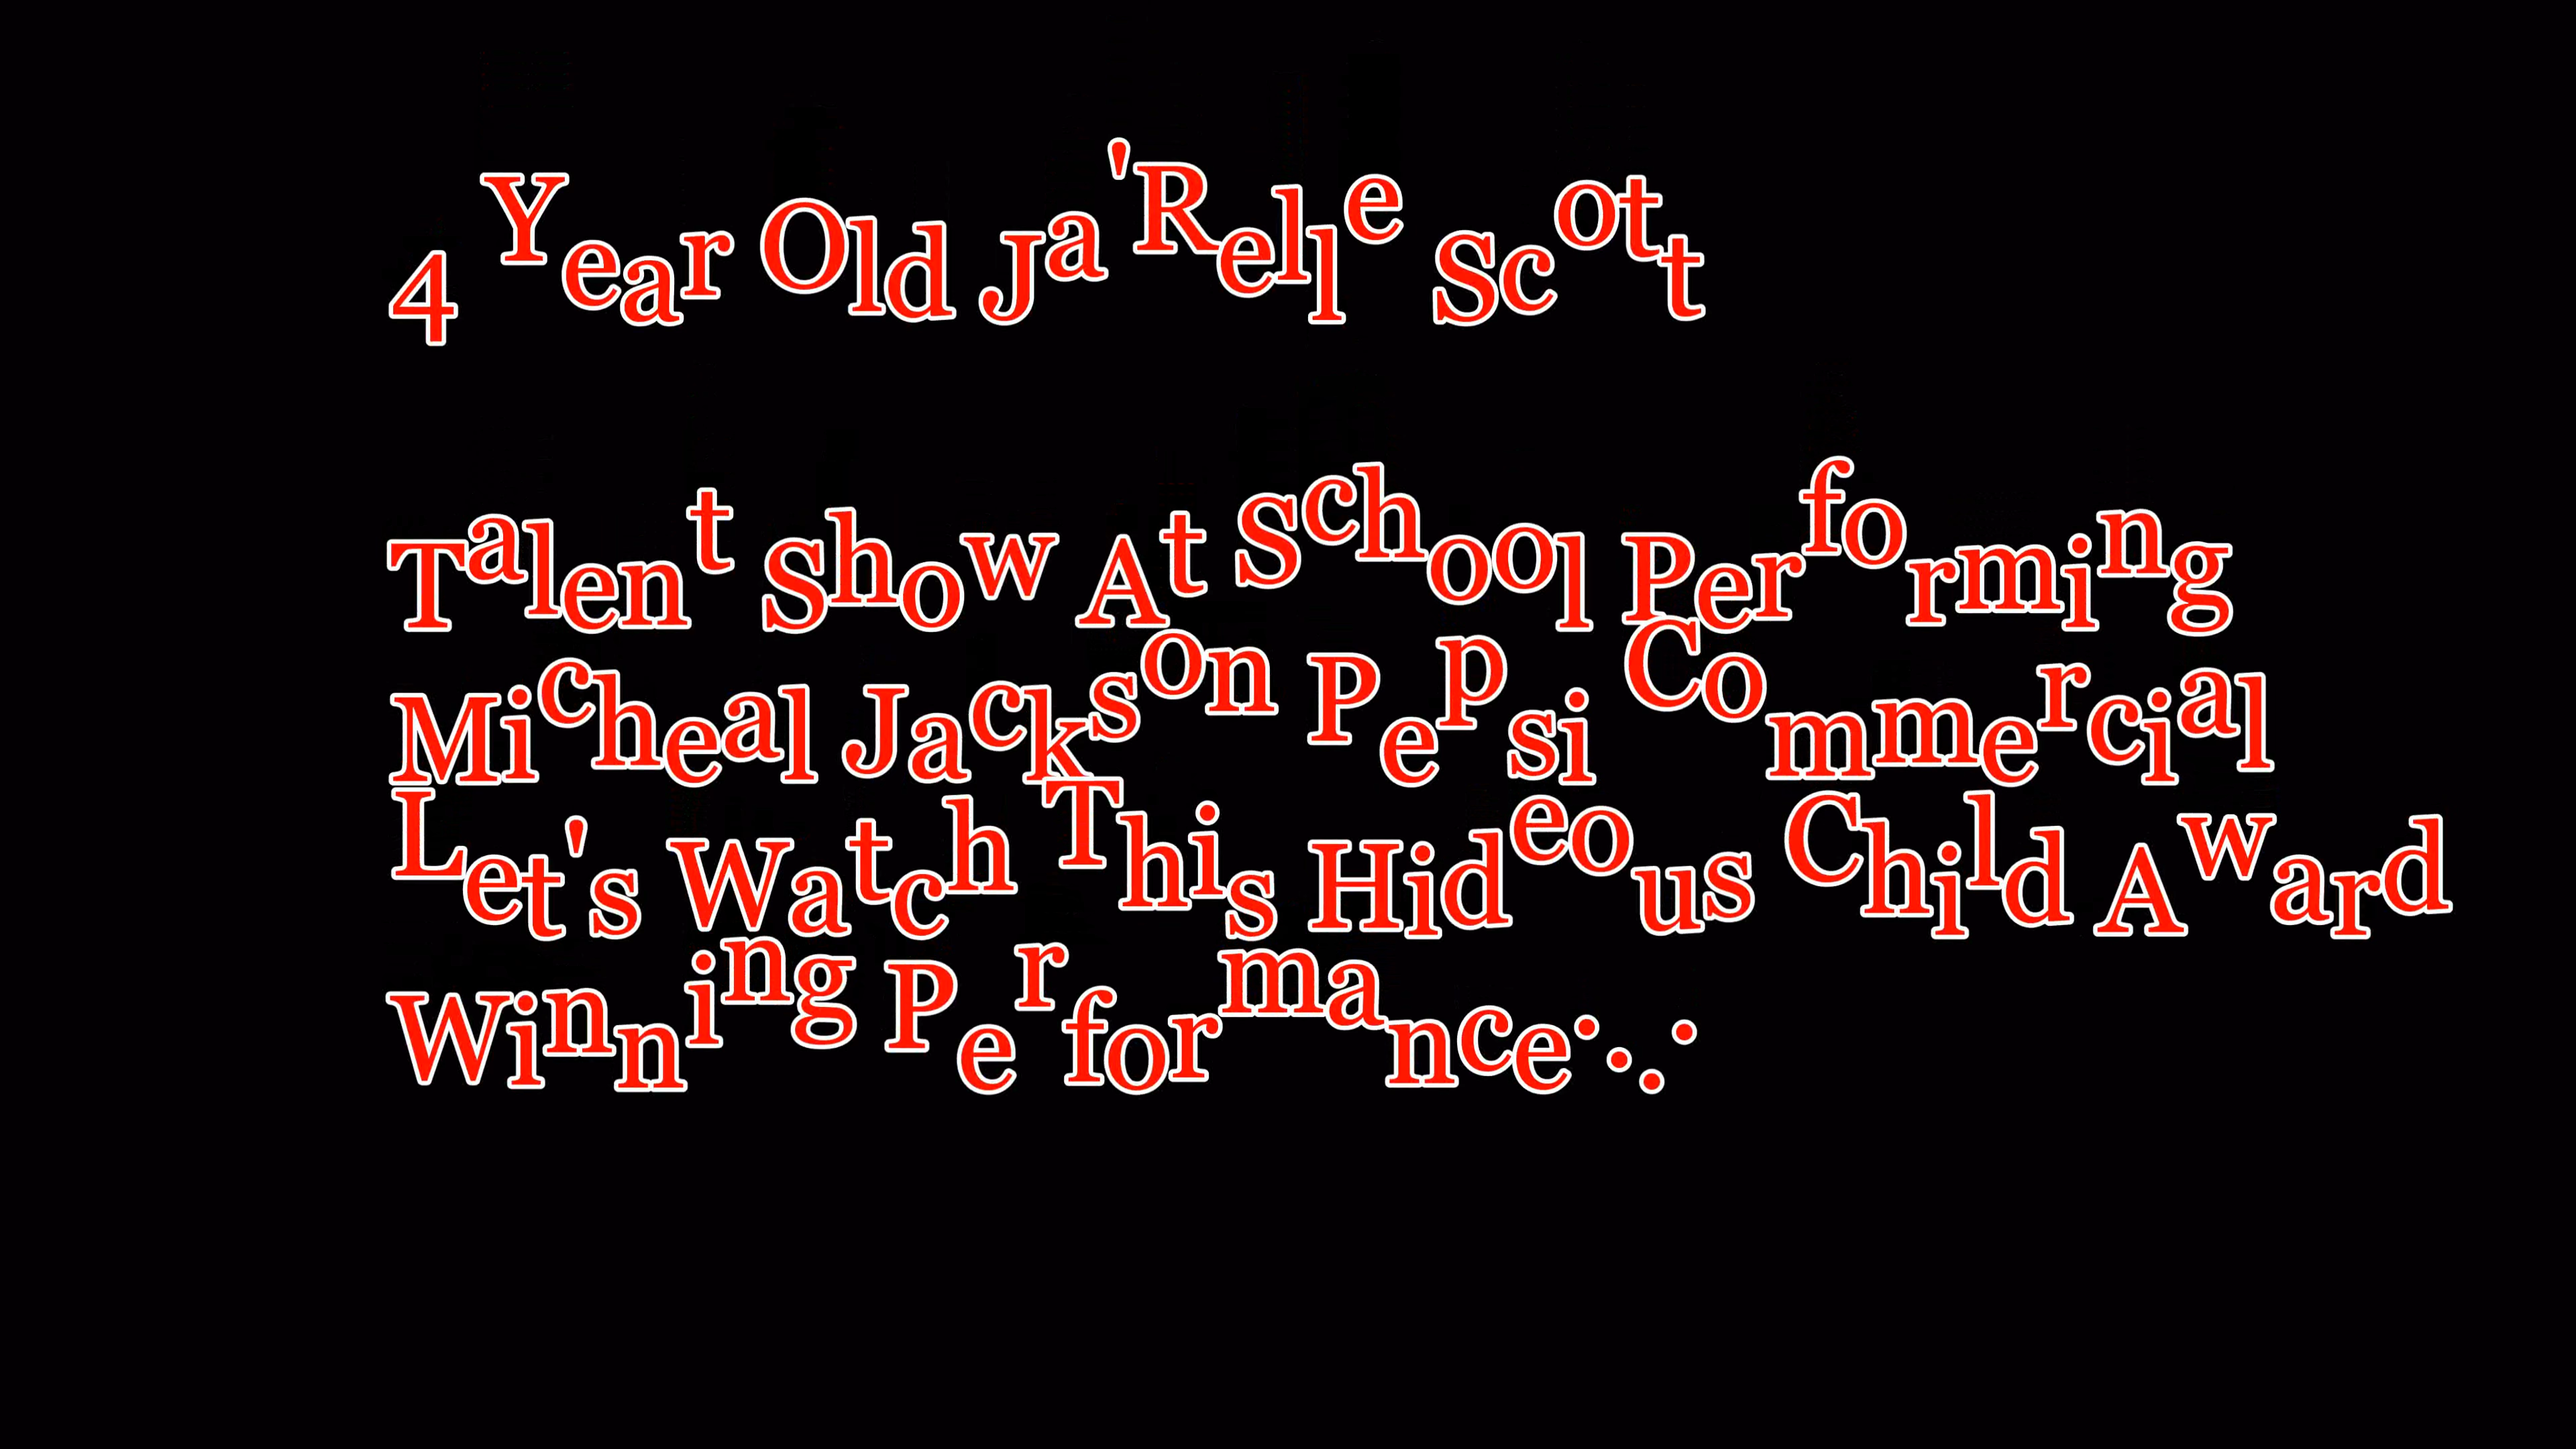 4 Year Old Ja'Relle Scott
Talent Show At School Performing
Micheal Jackson Pepsi Commercial
Let's Watch This Hideous Child Award
Winning Performance...